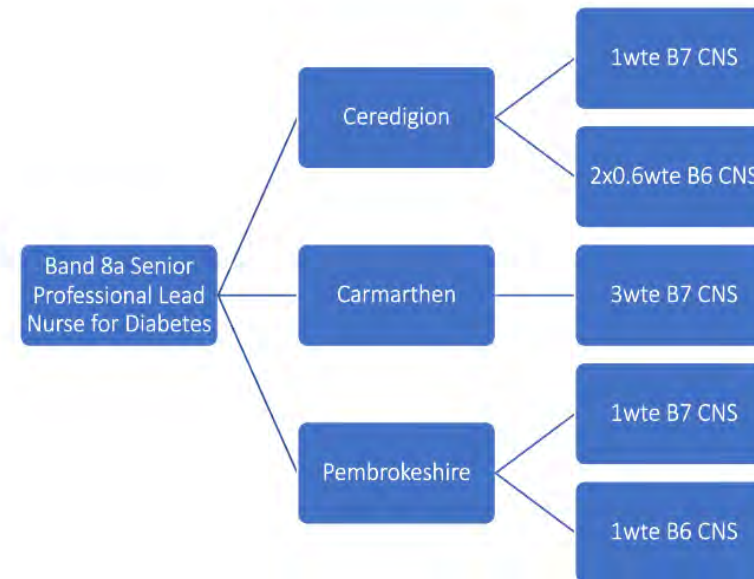 Band 8a Senior
Professional Lead
Nurse for Diabetes
Ceredigion
1wte B7 CNS
2x0.6wte B6 CNS
Carmarthen
3wte B7 CNS
Pembrokeshire
1wte B7 CNS
1wte B6 CNS